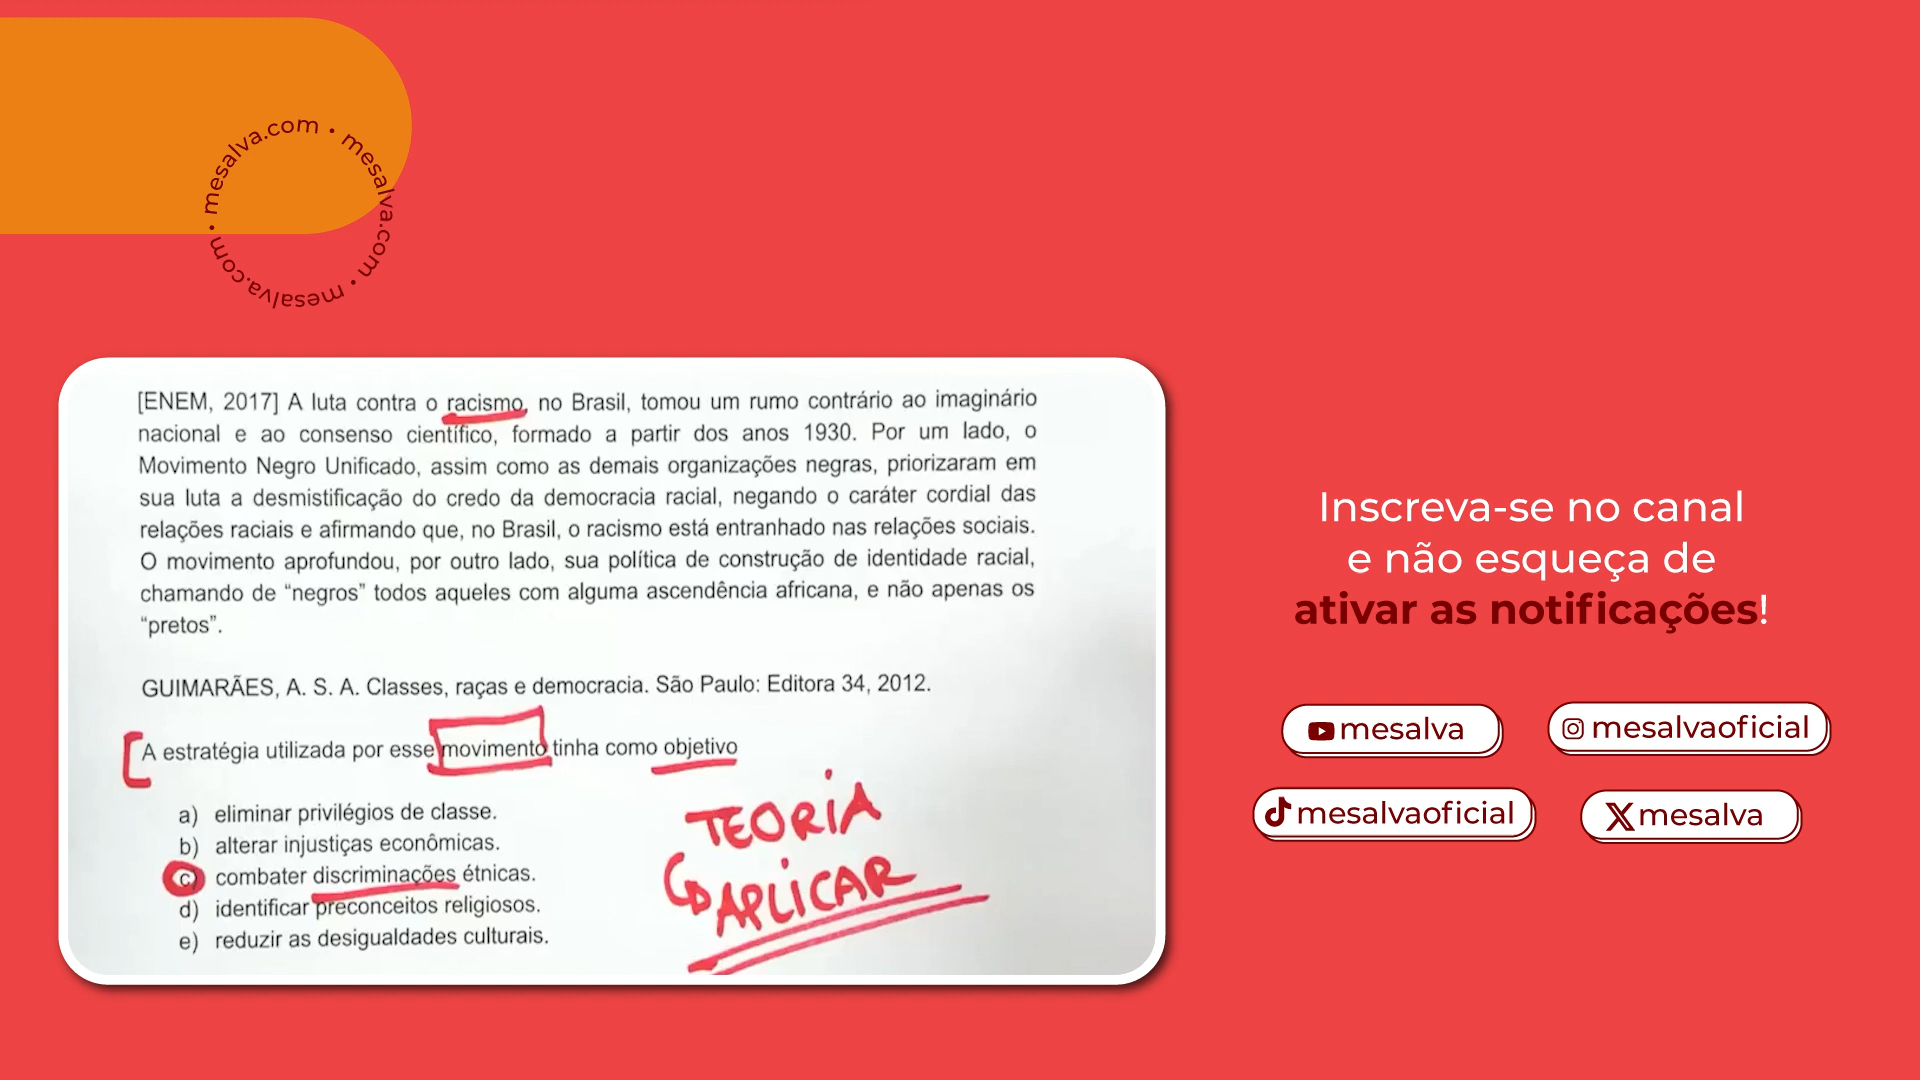 mesalva.com • mesalva.com • mesalva.com •
[ENEM, 2017] A luta contra o racismo, no Brasil, tomou um rumo contrário ao imaginário
nacional e ao consenso científico, formado a partir dos anos 1930. Por um lado, o
Movimento Negro Unificado, assim como as demais organizações negras, priorizaram em
sua luta a desmistificação do credo da democracia racial, negando o caráter cordial das
relações raciais e afirmando que, no Brasil, o racismo está entranhado nas relações sociais.
O movimento aprofundou, por outro lado, sua política de construção de identidade racial,
chamando de “negros” todos aqueles com alguma ascendência africana, e não apenas os
“pretos”.
GUIMARÃES, A. S. A. Classes, raças e democracia. São Paulo: Editora 34, 2012.
A estratégia utilizada por esse movimento tinha como objetivo
a) eliminar privilégios de classe.
b) alterar injustiças econômicas.
c) combater discriminações étnicas.
d) identificar preconceitos religiosos.
e) reduzir as desigualdades culturais.
TEORIA
APLICAR
Inscreva-se no canal
e não esqueça de
ativar as notificações!
mesalva
mesalvaoficial
mesalvaoficial
mesalva